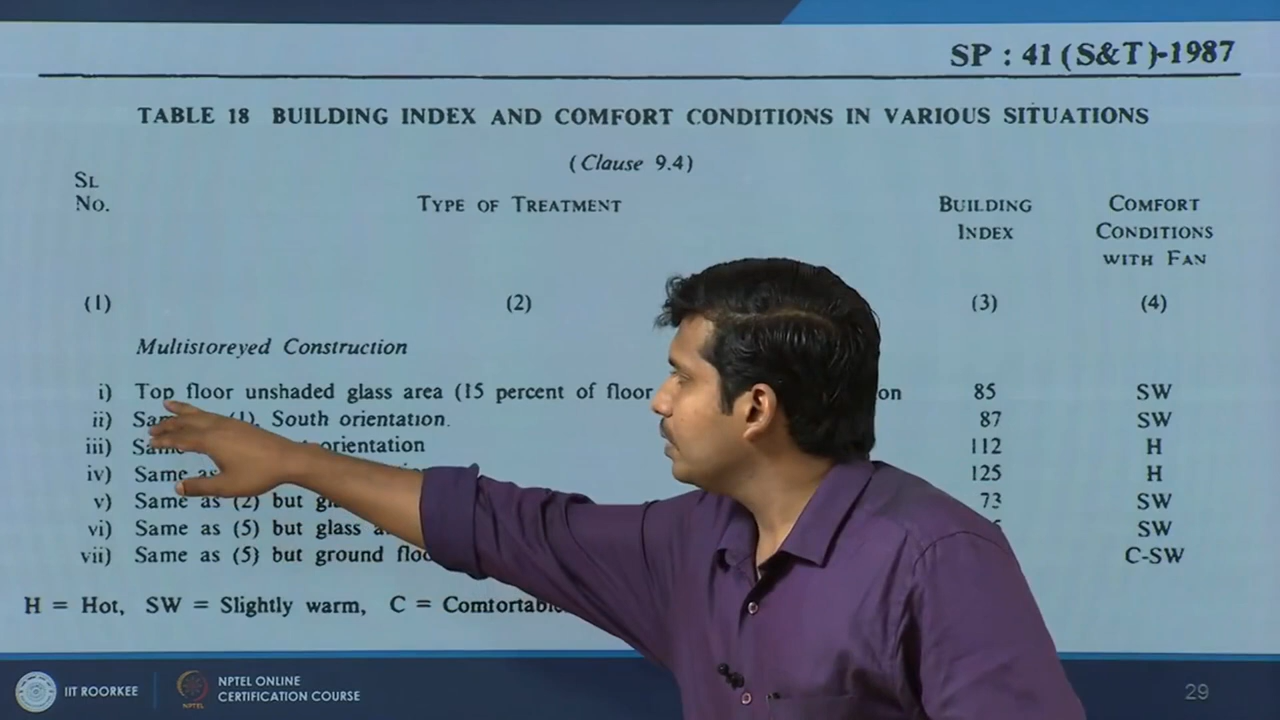 SP : 41 (S&T)-1987
TABLE 18 BUILDING INDEX AND COMFORT CONDITIONS IN VARIOUS SITUATIONS
(Clause 9.4)
SL NO. TYPE OF TREATMENT BUILDING INDEX COMFORT CONDITIONS WITH FAN
(1) (2) (3) (4)
Multistoreyed Construction
i) Top floor unshaded glass area (15 percent of floor 85 SW
ii) (1), South orientation. 87 SW
iii) orientation 112 H
iv) Same as 125 H
v) Same as (2) but 73 SW
vi) Same as (5) but glass SW
vii) Same as (5) but ground C-SW
H = Hot, SW = Slightly warm, C =
IIT ROORKEE
NPTEL
NPTEL ONLINE
CERTIFICATION COURSE
29